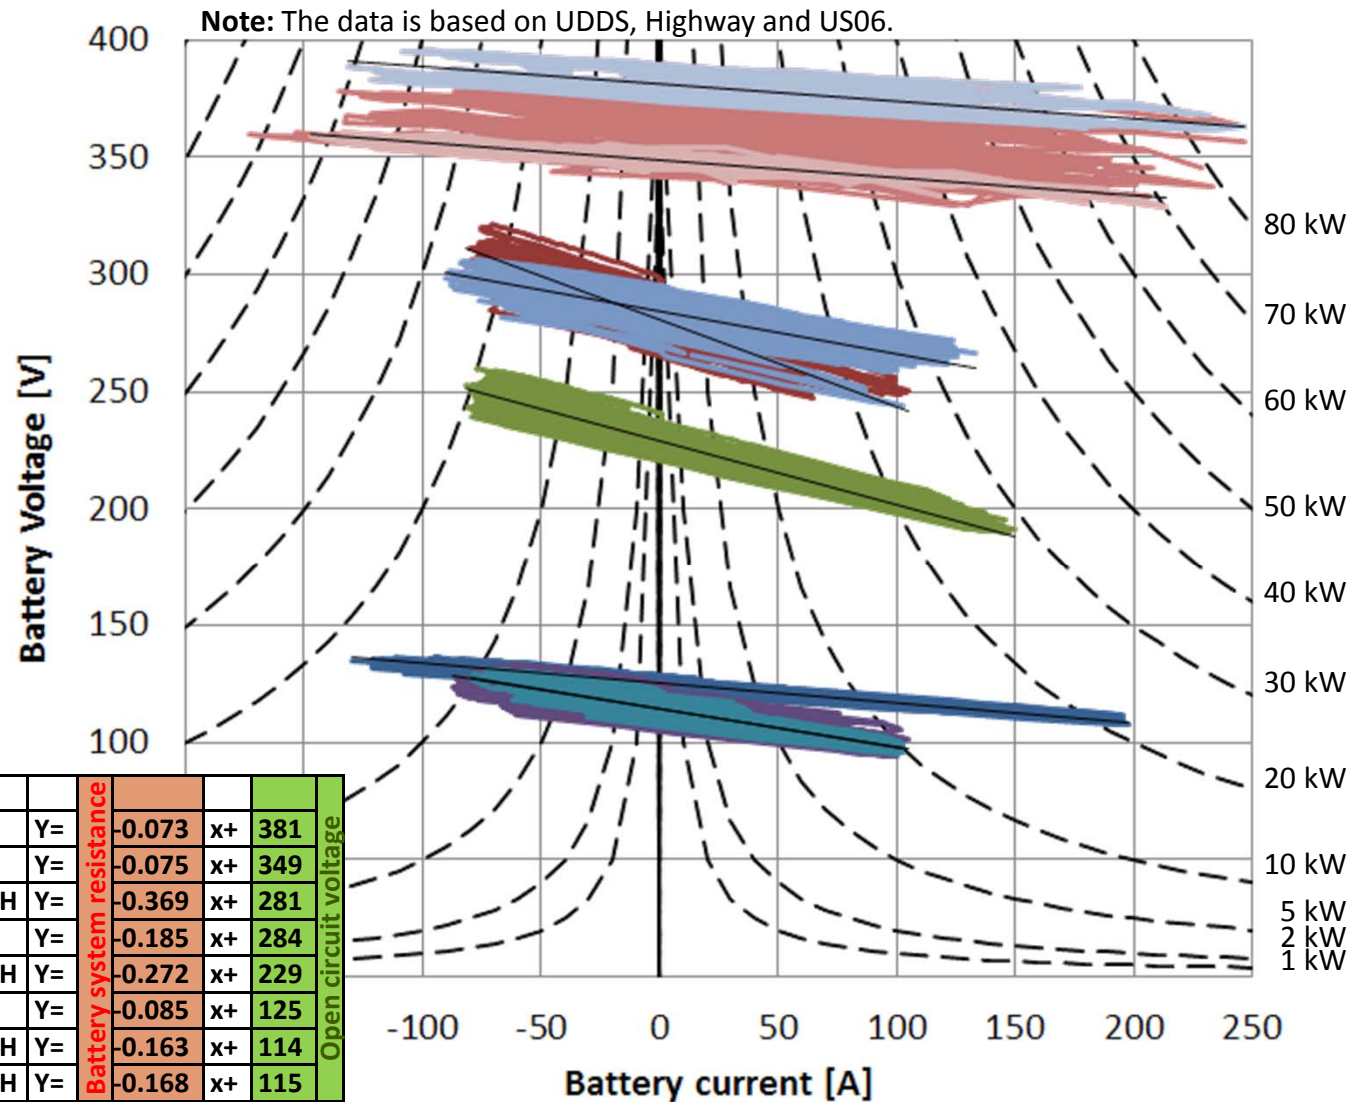 Note: The data is based on UDDS, Highway and US06.
400
350
300
250
200
150
100
Battery Voltage [V]
80 kW
70 kW
60 kW
50 kW
40 kW
30 kW
20 kW
10 kW
5 kW
2 kW
1 kW
-100 -50 0 50 100 150 200 250
Battery current [A]
Battery system resistance
Open circuit voltage
Y= -0.073 x+ 381
Y= -0.075 x+ 349
H Y= -0.369 x+ 281
Y= -0.185 x+ 284
H Y= -0.272 x+ 229
Y= -0.085 x+ 125
H Y= -0.163 x+ 114
H Y= -0.168 x+ 115